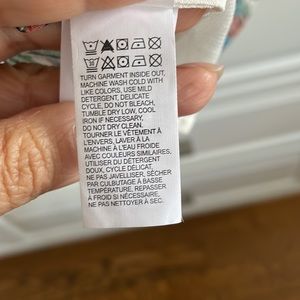 TURN GARMENT INSIDE OUT,
MACHINE WASH COLD WITH
LIKE COLORS, USE MILD
DETERGENT, DELICATE
CYCLE, DO NOT BLEACH,
TUMBLE DRY LOW, COOL
IRON IF NECESSARY,
DO NOT DRY CLEAN.
TOURNER LE VÊTEMENT À
L'ENVERS, LAVER À LA
MACHINE À L'EAU FROIDE
AVEC COULEURS SIMILAIRES,
UTILISER DU DÉTERGENT
DOUX, CYCLE DÉLICAT,
NE PAS JAVELLISER, SÉCHER
PAR CULBUTAGE À BASSE
TEMPÉRATURE, REPASSER
À FROID SI NÉCESSAIRE,
NE PAS NETTOYER À SEC.